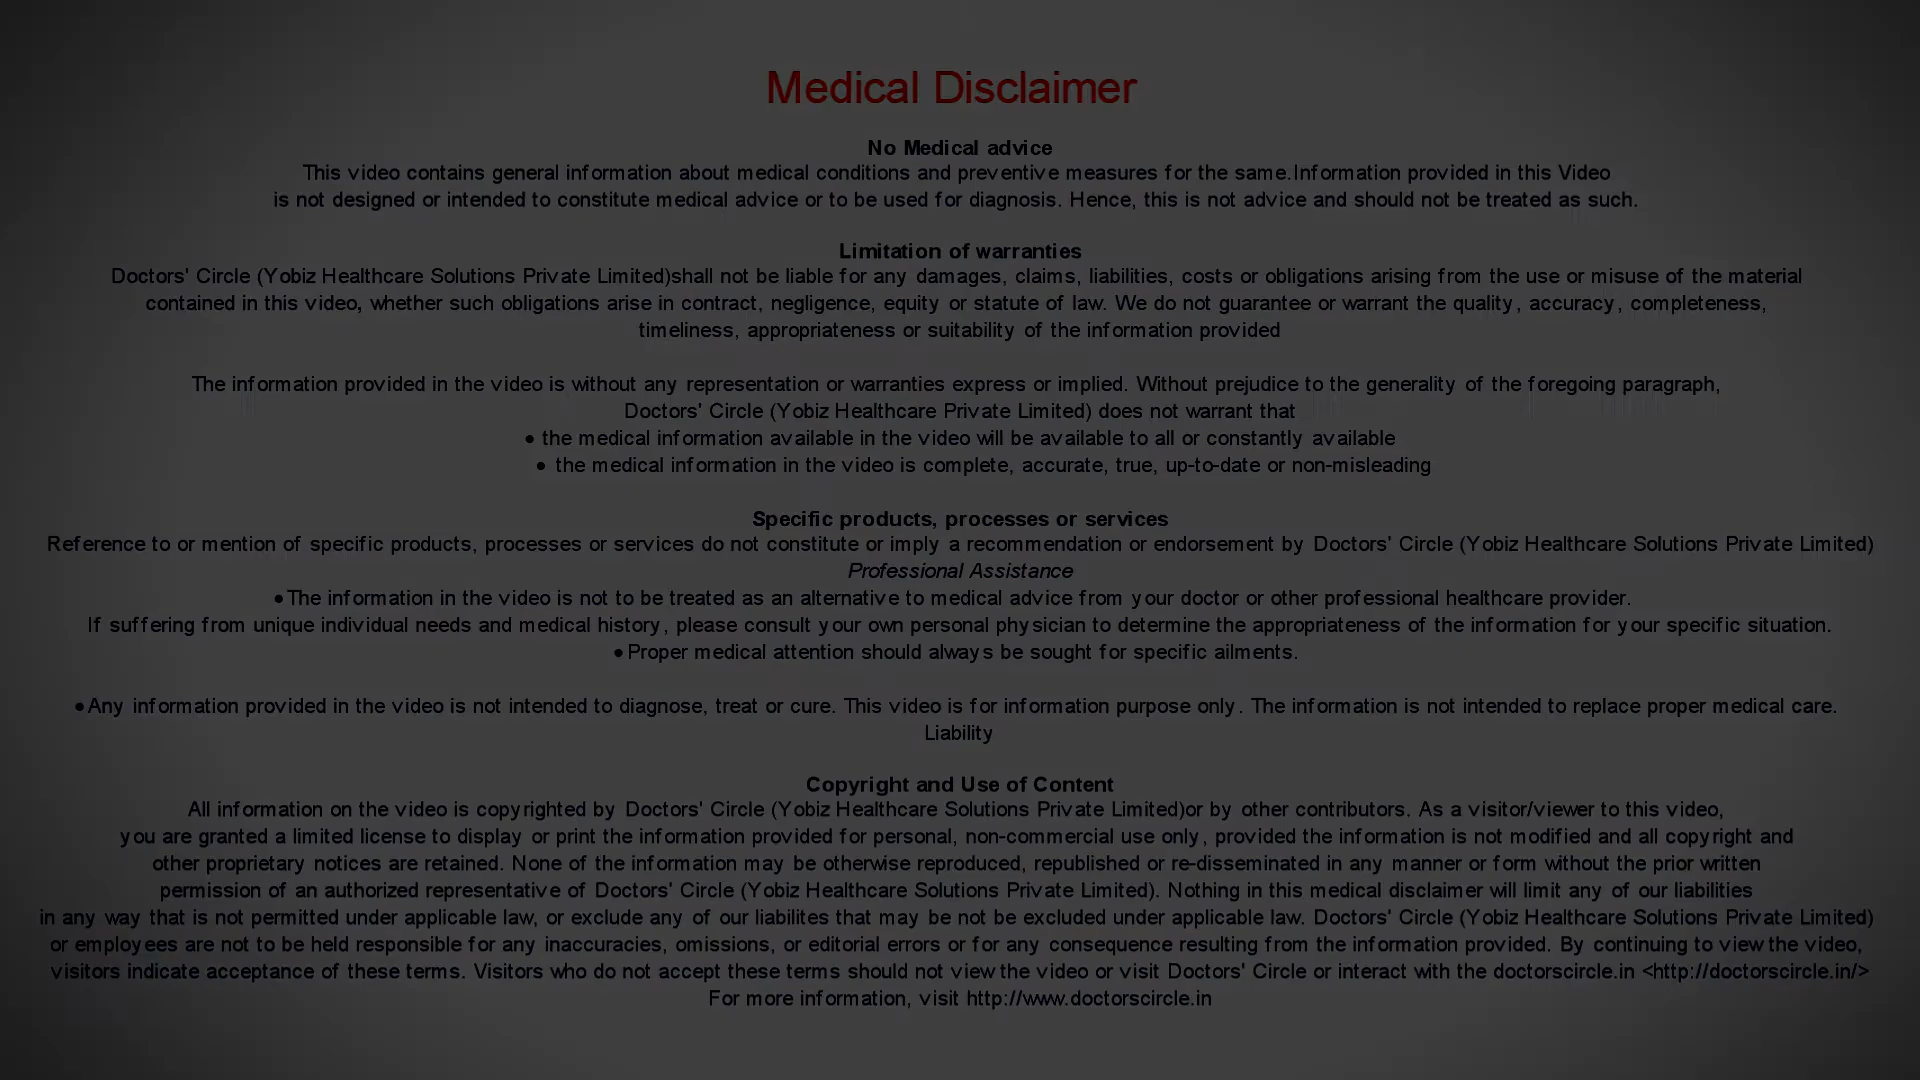 Medical Disclaimer
No Medical advice
This video contains general information about medical conditions and preventive measures for the same.Information provided in this Video
is not designed or intended to constitute medical advice or to be used for diagnosis. Hence, this is not advice and should not be treated as such.
Limitation of warranties
Doctors' Circle (Yobiz Healthcare Solutions Private Limited)shall not be liable for any damages, claims, liabilities, costs or obligations arising from the use or misuse of the material
contained in this video, whether such obligations arise in contract, negligence, equity or statute of law. We do not guarantee or warrant the quality, accuracy, completeness,
timeliness, appropriateness or suitability of the information provided
The information provided in the video is without any representation or warranties express or implied. Without prejudice to the generality of the foregoing paragraph,
Doctors' Circle (Yobiz Healthcare Private Limited) does not warrant that
● the medical information available in the video will be available to all or constantly available
● the medical information in the video is complete, accurate, true, up-to-date or non-misleading
Specific products, processes or services
Reference to or mention of specific products, processes or services do not constitute or imply a recommendation or endorsement by Doctors' Circle (Yobiz Healthcare Solutions Private Limited)
Professional Assistance
●The information in the video is not to be treated as an alternative to medical advice from your doctor or other professional healthcare provider.
If suffering from unique individual needs and medical history, please consult your own personal physician to determine the appropriateness of the information for your specific situation.
●Proper medical attention should always be sought for specific ailments.
●Any information provided in the video is not intended to diagnose, treat or cure. This video is for information purpose only. The information is not intended to replace proper medical care.
Liability
Copyright and Use of Content
All information on the video is copyrighted by Doctors' Circle (Yobiz Healthcare Solutions Private Limited)or by other contributors. As a visitor/viewer to this video,
you are granted a limited license to display or print the information provided for personal, non-commercial use only, provided the information is not modified and all copyright and
other proprietary notices are retained. None of the information may be otherwise reproduced, republished or re-disseminated in any manner or form without the prior written
permission of an authorized representative of Doctors' Circle (Yobiz Healthcare Solutions Private Limited). Nothing in this medical disclaimer will limit any of our liabilities
in any way that is not permitted under applicable law, or exclude any of our liabilites that may be not be excluded under applicable law. Doctors' Circle (Yobiz Healthcare Solutions Private Limited)
or employees are not to be held responsible for any inaccuracies, omissions, or editorial errors or for any consequence resulting from the information provided. By continuing to view the video,
visitors indicate acceptance of these terms. Visitors who do not accept these terms should not view the video or visit Doctors' Circle or interact with the doctorscircle.in <http://doctorscircle.in/>
For more information, visit http://www.doctorscircle.in